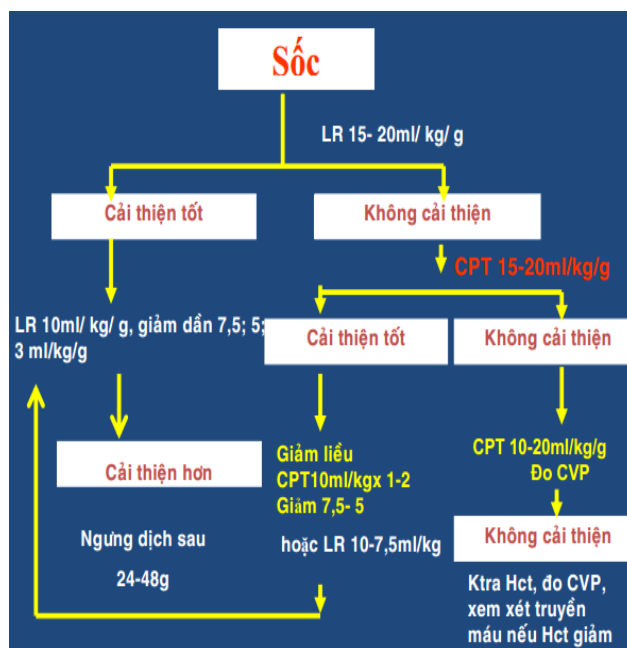 Sốc
LR 15- 20ml/ kg/ g
Cải thiện tốt
Không cải thiện
CPT 15-20ml/kg/g
LR 10ml/ kg/ g, giảm dần 7,5; 5;
3 ml/kg/g
Cải thiện tốt
Không cải thiện
Cải thiện hơn
Giảm liều
CPT10ml/kgx 1-2
Giảm 7,5- 5
CPT 10-20ml/kg/g
Đo CVP
Ngưng dịch sau
24-48g
hoặc LR 10-7,5ml/kg
Không cải thiện
Ktra Hct, đo CVP,
xem xét truyền
máu nếu Hct giảm